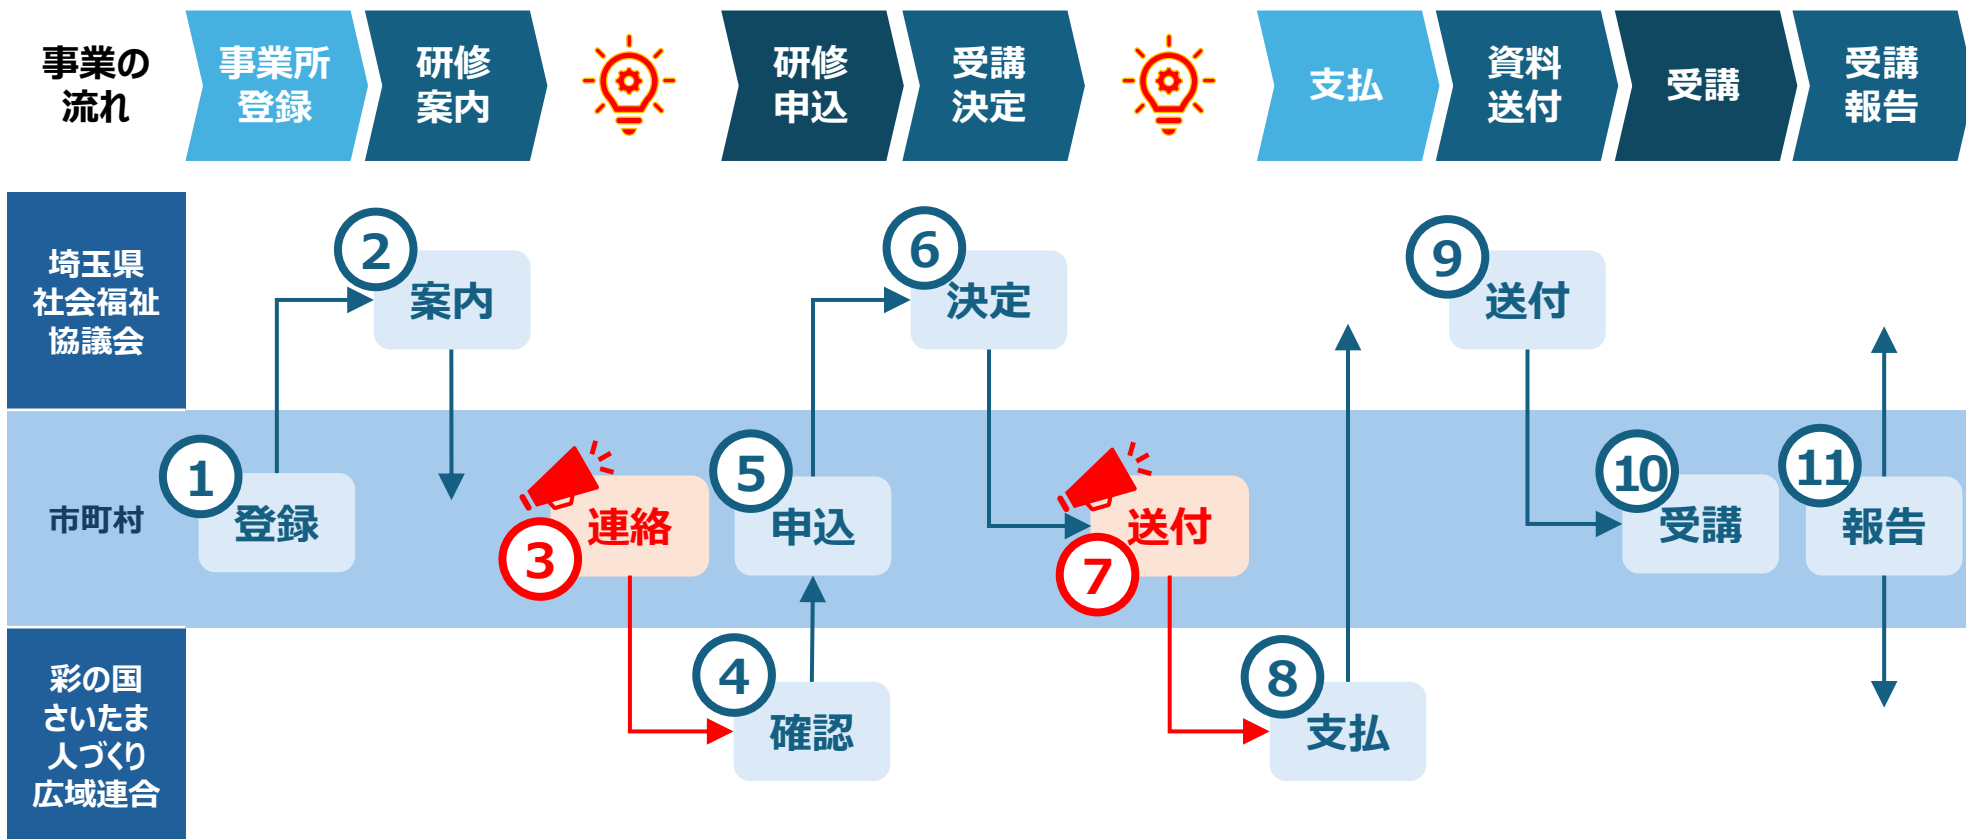 事業の
流れ
事業所
登録
研修
案内
研修
申込
受講
決定
支払
資料
送付
受講
受講
報告
埼玉県
社会福祉
協議会
2
案内
6
決定
9
送付
市町村
1
登録
3
連絡
5
申込
7
送付
10
受講
11
報告
彩の国
さいたま
人づくり
広域連合
4
確認
8
支払